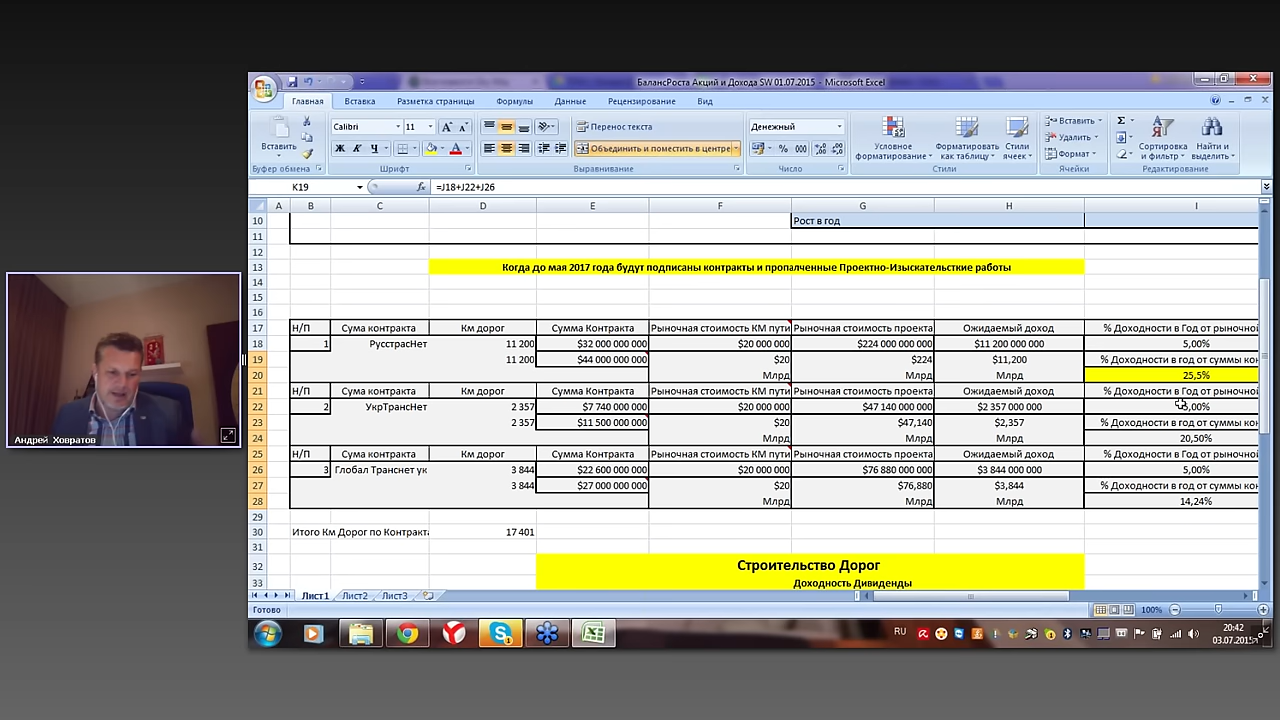 БалансРоста Акций и Дохода SW 01.07.2015 - Microsoft Excel
Главная Вставка Разметка страницы Формулы Данные Рецензирование Вид
Calibri 11 Перенос текста Денежный Вставить Σ
Вставить Ж К Ч Объединить и поместить в центре % 000 Условное форматирование Форматировать как таблицу Стили ячеек Удалить Формат Сортировка и фильтр Найти и выделить
Буфер обмена Шрифт Выравнивание Число Стили Ячейки Редактирование
K19 fx =J18+J22+J26
A B C D E F G H I
10 Рост в год
11
12
13 Когда до мая 2017 года будут подписаны контракты и пропалченные Проектно-Изыскательсткие работы
14
15
16
17 Н/П Сума контракта Км дорог Сумма Контракта Рыночная стоимость КМ пути Рыночная стоимость проекта Ожидаемый доход % Доходности в Год от рыночной
18 1 РусстрасНет 11 200 $32 000 000 000 $20 000 000 $224 000 000 000 $11 200 000 000 5,00%
19 11 200 $44 000 000 000 $20 $224 $11,200 % Доходности в год от суммы кон
20 Млрд Млрд Млрд 25,5%
21 Н/П Сума контракта Км дорог Сумма Контракта Рыночная стоимость КМ пути Рыночная стоимость проекта Ожидаемый доход % Доходности в Год от рыночной
22 2 УкрТрансНет 2 357 $7 740 000 000 $20 000 000 $47 140 000 000 $2 357 000 000 5,00%
23 2 357 $11 500 000 000 $20 $47,140 $2,357 % Доходности в год от суммы кон
24 Млрд Млрд Млрд 20,50%
25 Н/П Сума контракта Км дорог Сумма Контракта Рыночная стоимость КМ пути Рыночная стоимость проекта Ожидаемый доход % Доходности в Год от рыночной
26 3 Глобал Транснет ук 3 844 $22 600 000 000 $20 000 000 $76 880 000 000 $3 844 000 000 5,00%
27 3 844 $27 000 000 000 $20 $76,880 $3,844 % Доходности в год от суммы кон
28 Млрд Млрд Млрд 14,24%
29
30 Итого Км Дорог по Контракта 17 401
31
32 Строительство Дорог
33 Доходность Дивиденды
Лист1 Лист2 Лист3
Готово 100%
RU 20:42
03.07.2015
Андрей Ховратов